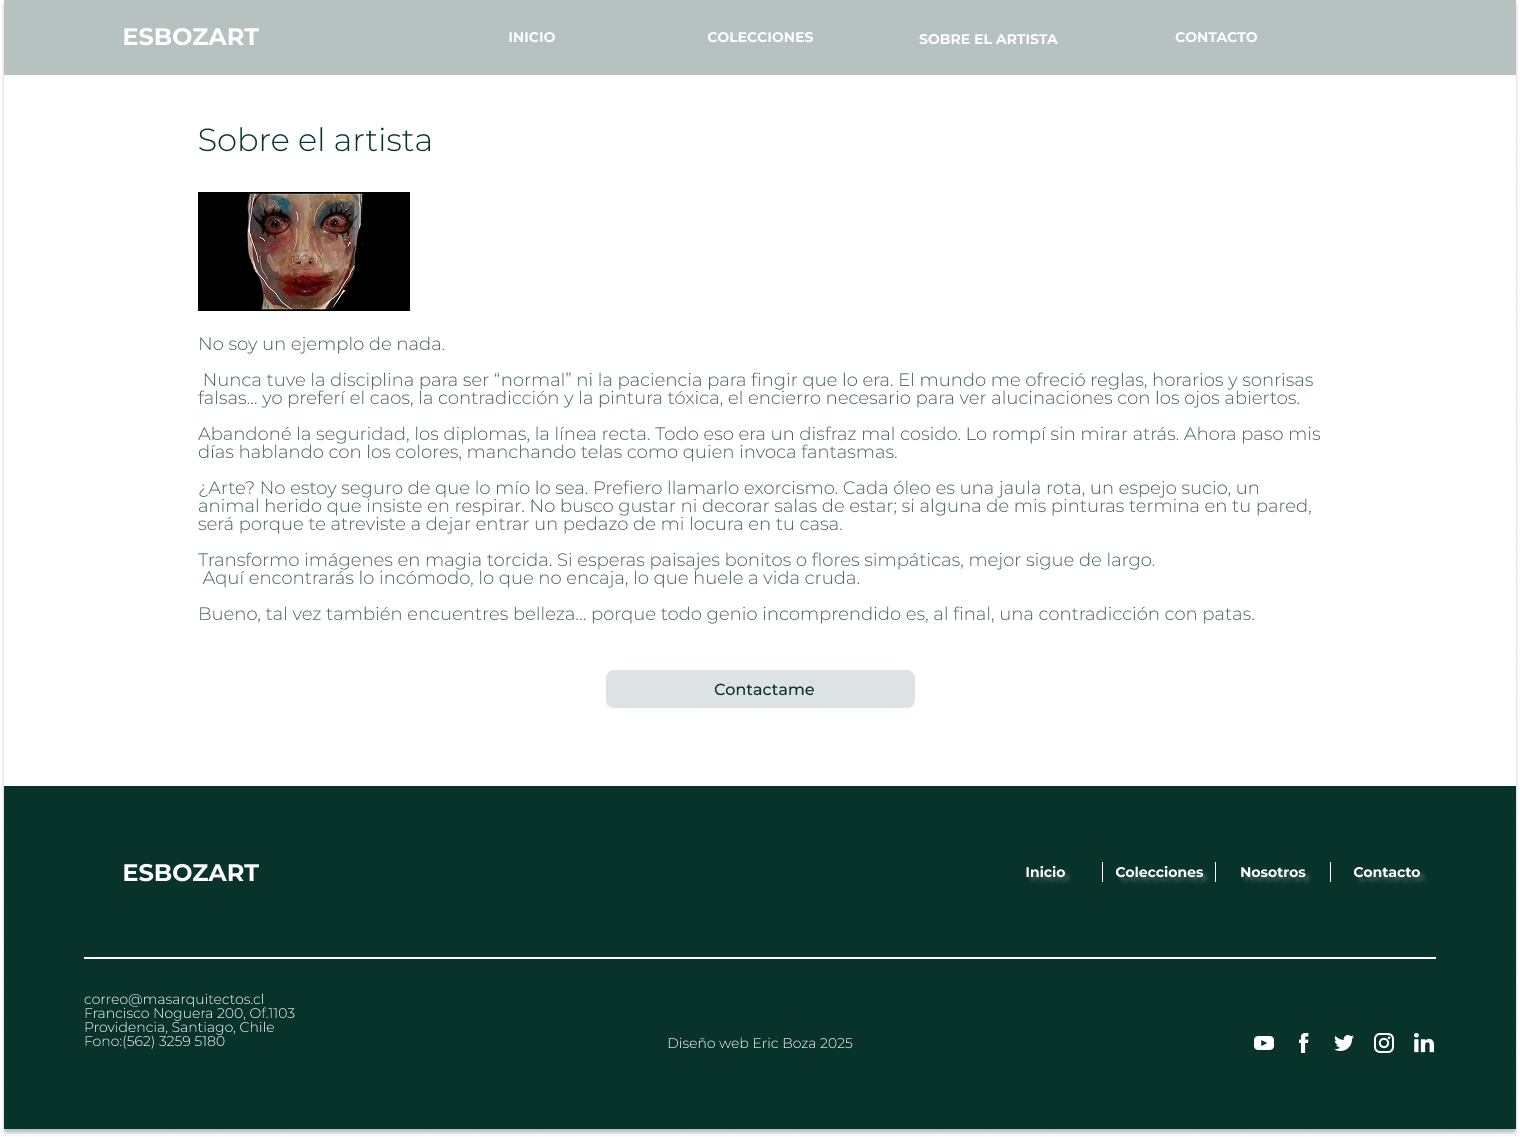 ESBOZART
INICIO
COLECCIONES
SOBRE EL ARTISTA
CONTACTO
Sobre el artista
No soy un ejemplo de nada.
Nunca tuve la disciplina para ser “normal” ni la paciencia para fingir que lo era. El mundo me ofreció reglas, horarios y sonrisas
falsas… yo preferí el caos, la contradicción y la pintura tóxica, el encierro necesario para ver alucinaciones con los ojos abiertos.
Abandoné la seguridad, los diplomas, la línea recta. Todo eso era un disfraz mal cosido. Lo rompí sin mirar atrás. Ahora paso mis
días hablando con los colores, manchando telas como quien invoca fantasmas.
¿Arte? No estoy seguro de que lo mío lo sea. Prefiero llamarlo exorcismo. Cada óleo es una jaula rota, un espejo sucio, un
animal herido que insiste en respirar. No busco gustar ni decorar salas de estar; si alguna de mis pinturas termina en tu pared,
será porque te atreviste a dejar entrar un pedazo de mi locura en tu casa.
Transformo imágenes en magia torcida. Si esperas paisajes bonitos o flores simpáticas, mejor sigue de largo.
Aquí encontrarás lo incómodo, lo que no encaja, lo que huele a vida cruda.
Bueno, tal vez también encuentres belleza… porque todo genio incomprendido es, al final, una contradicción con patas.
Contactame
ESBOZART
Inicio
Colecciones
Nosotros
Contacto
correo@masarquitectos.cl
Francisco Noguera 200, Of.1103
Providencia, Santiago, Chile
Fono:(562) 3259 5180
Diseño web Eric Boza 2025